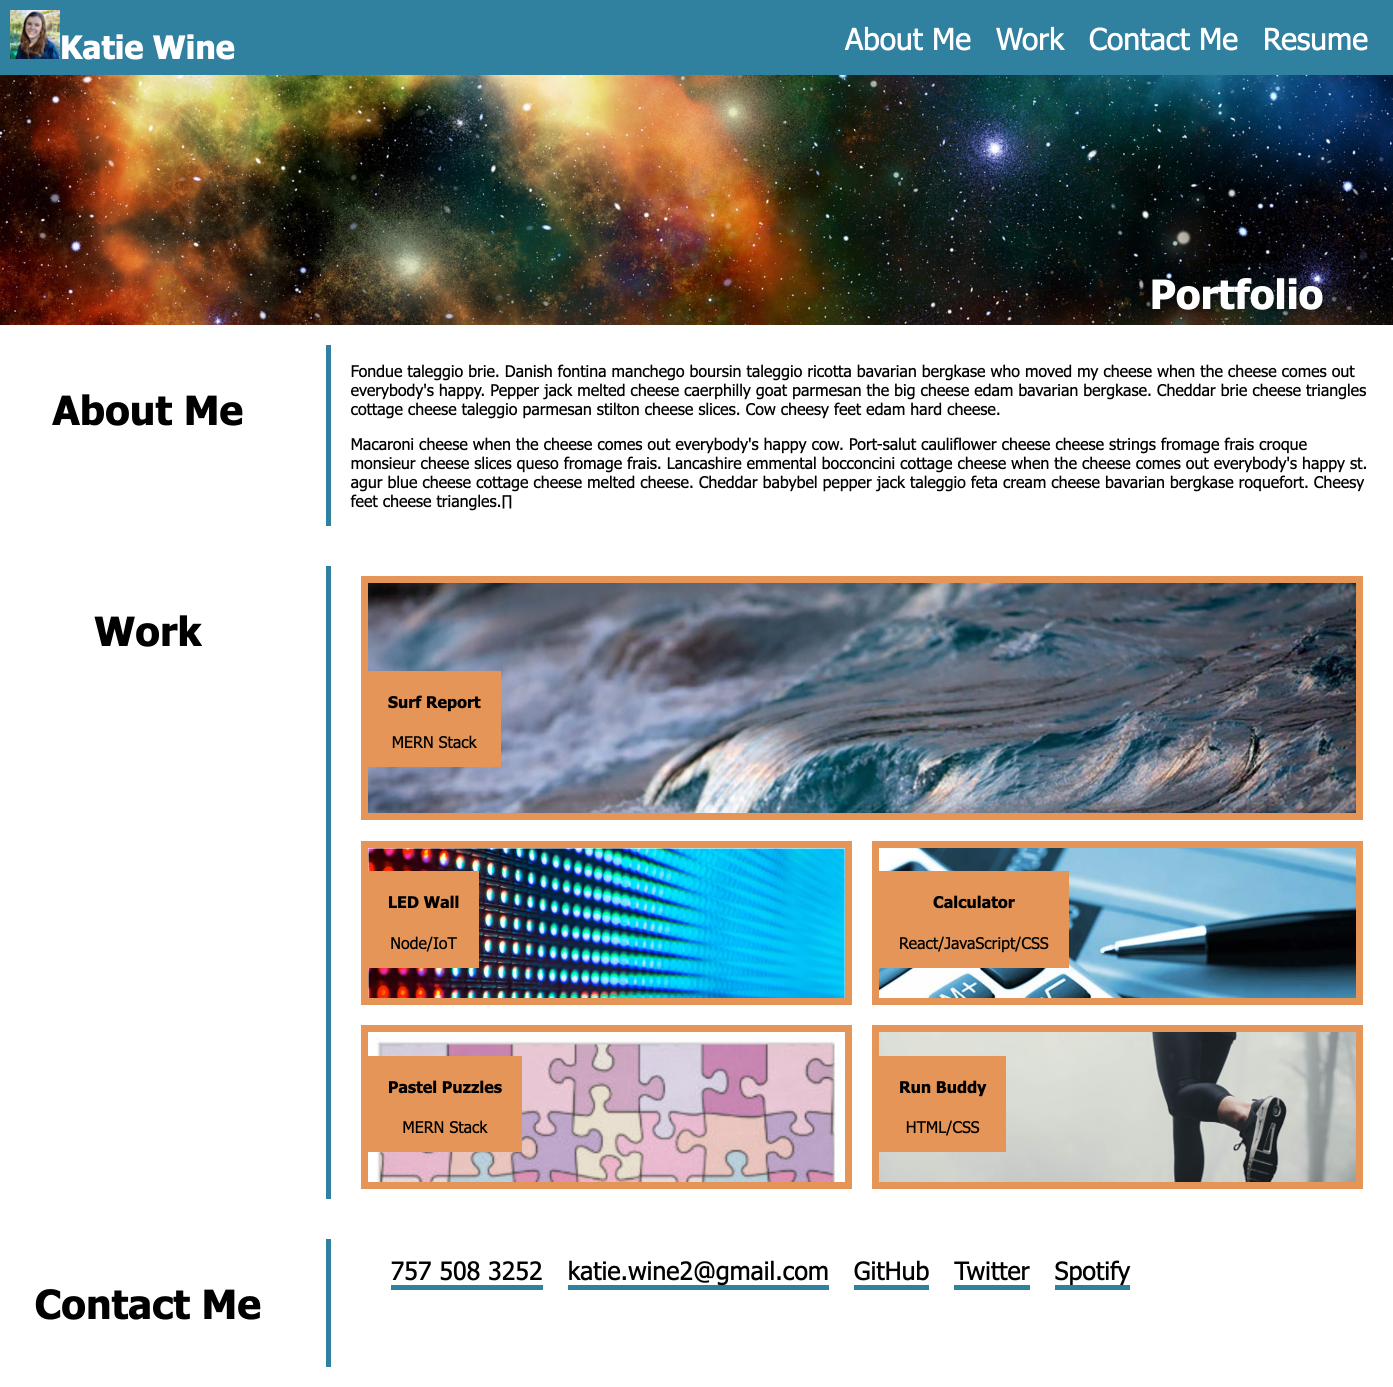 Katie Wine
About Me Work Contact Me Resume
Portfolio
About Me
Fondue taleggio brie. Danish fontina manchego boursin taleggio ricotta bavarian bergkase who moved my cheese when the cheese comes out
everybody's happy. Pepper jack melted cheese caerphilly goat parmesan the big cheese edam bavarian bergkase. Cheddar brie cheese triangles
cottage cheese taleggio parmesan stilton cheese slices. Cow cheesy feet edam hard cheese.
Macaroni cheese when the cheese comes out everybody's happy cow. Port-salut cauliflower cheese cheese strings fromage frais croque
monsieur cheese slices queso fromage frais. Lancashire emmental bocconcini cottage cheese when the cheese comes out everybody's happy st.
agur blue cheese cottage cheese melted cheese. Cheddar babybel pepper jack taleggio feta cream cheese bavarian bergkase roquefort. Cheesy
feet cheese triangles.∏
Work
Surf Report
MERN Stack
LED Wall
Node/IoT
Calculator
React/JavaScript/CSS
M+
Pastel Puzzles
MERN Stack
Run Buddy
HTML/CSS
Contact Me
757 508 3252 katie.wine2@gmail.com GitHub Twitter Spotify